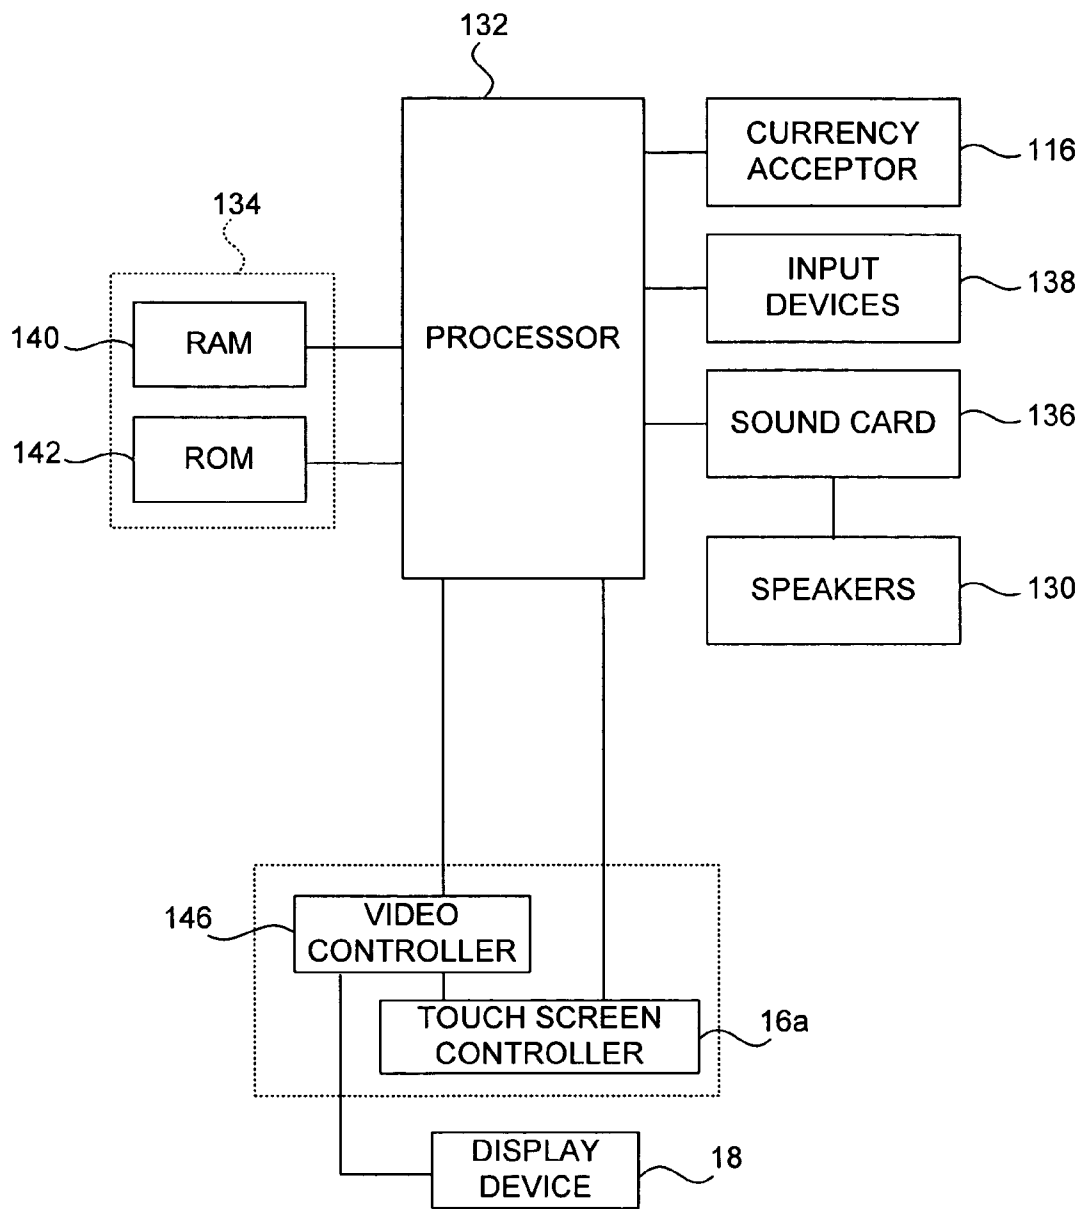 132
CURRENCY
ACCEPTOR
116
134
INPUT
DEVICES
138
140
RAM
PROCESSOR
SOUND CARD
136
142
ROM
SPEAKERS
130
146
VIDEO
CONTROLLER
TOUCH SCREEN
CONTROLLER
16a
DISPLAY
DEVICE
18